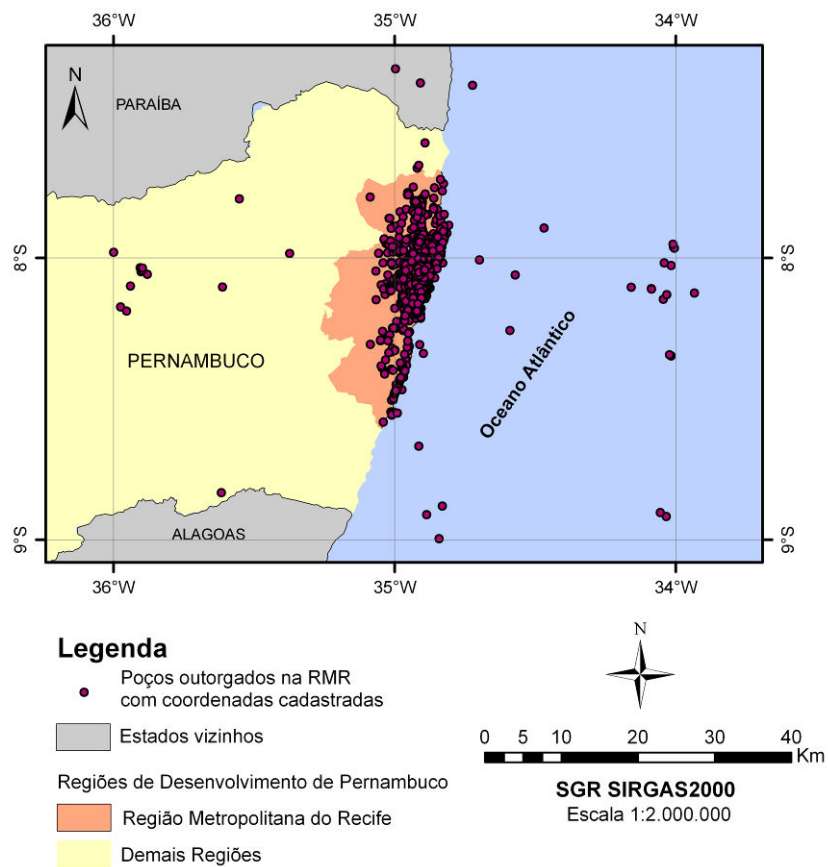 36°W 35°W 34°W
N
PARAÍBA
8°S 8°S
PERNAMBUCO
Oceano Atlântico
ALAGOAS
9°S 9°S
36°W 35°W 34°W
Legenda
Poços outorgados na RMR
com coordenadas cadastradas
Estados vizinhos
Regiões de Desenvolvimento de Pernambuco
Região Metropolitana do Recife
Demais Regiões
N
0 5 10 20 30 40
Km
SGR SIRGAS2000
Escala 1:2.000.000